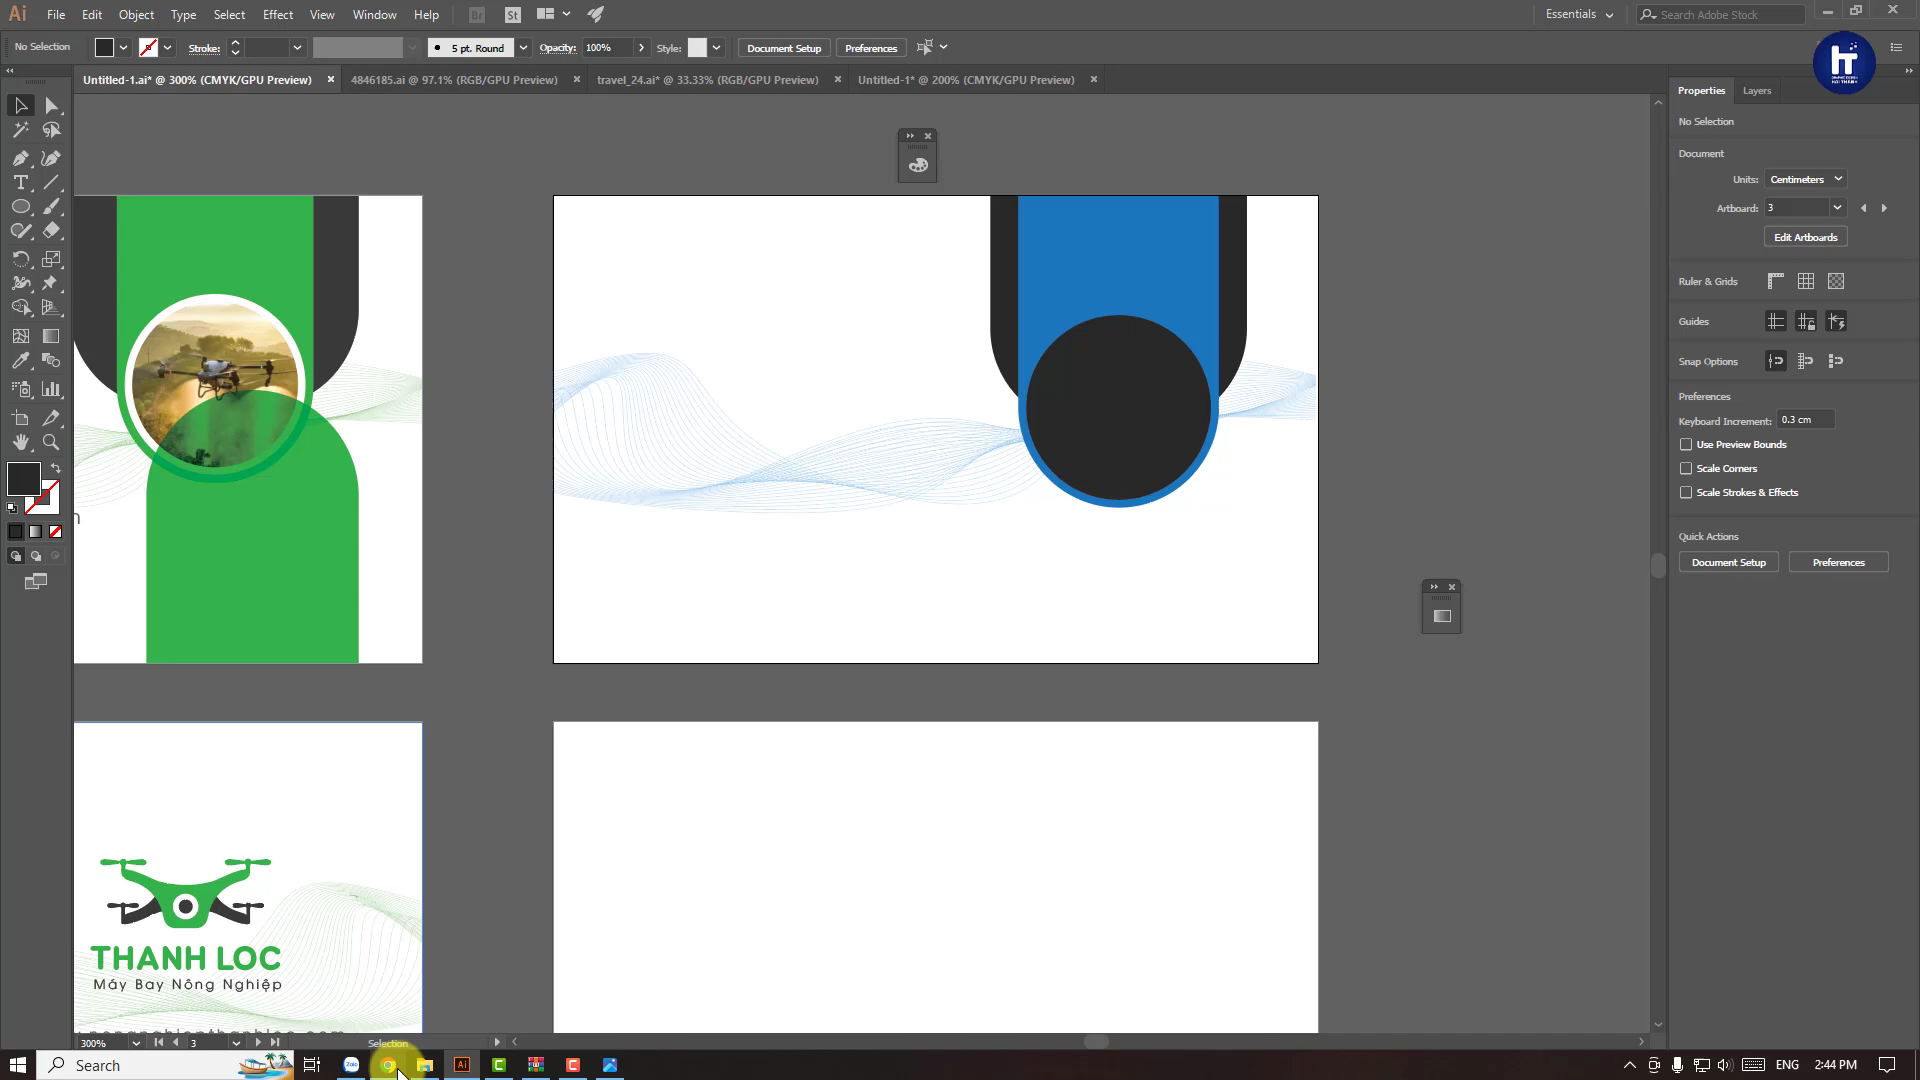 Ai File Edit Object Type Select Effect View Window Help Br St Essentials Search Adobe Stock
No Selection Stroke: 5 pt. Round Opacity: 100% Style: Document Setup Preferences
Untitled-1.ai* @ 300% (CMYK/GPU Preview) 4846185.ai @ 97.1% (RGB/GPU Preview) travel_24.ai* @ 33.33% (RGB/GPU Preview) Untitled-1* @ 200% (CMYK/GPU Preview)
Properties Layers
No Selection
Document
Units: Centimeters
Artboard: 3
Edit Artboards
Ruler & Grids
Guides
Snap Options
Preferences
Keyboard Increment: 0.3 cm
Use Preview Bounds
Scale Corners
Scale Strokes & Effects
Quick Actions
Document Setup Preferences
THANH LOC
Máy Bay Nông Nghiệp
300% 3 Selection
Search Zalo Ai ENG 2:44 PM